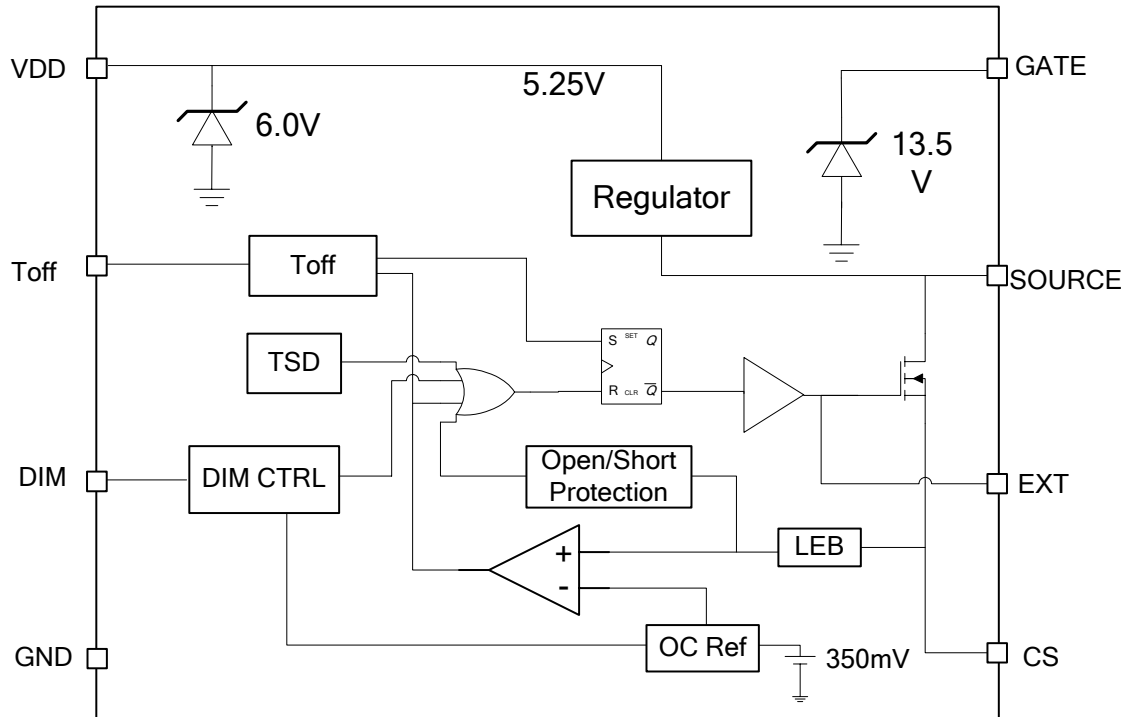 VDD
5.25V
GATE
6.0V
13.5
V
Regulator
Toff
Toff
SOURCE
S SET Q
TSD
R CLR Q
DIM
DIM CTRL
Open/Short
Protection
EXT
+
LEB
-
GND
OC Ref
350mV
CS